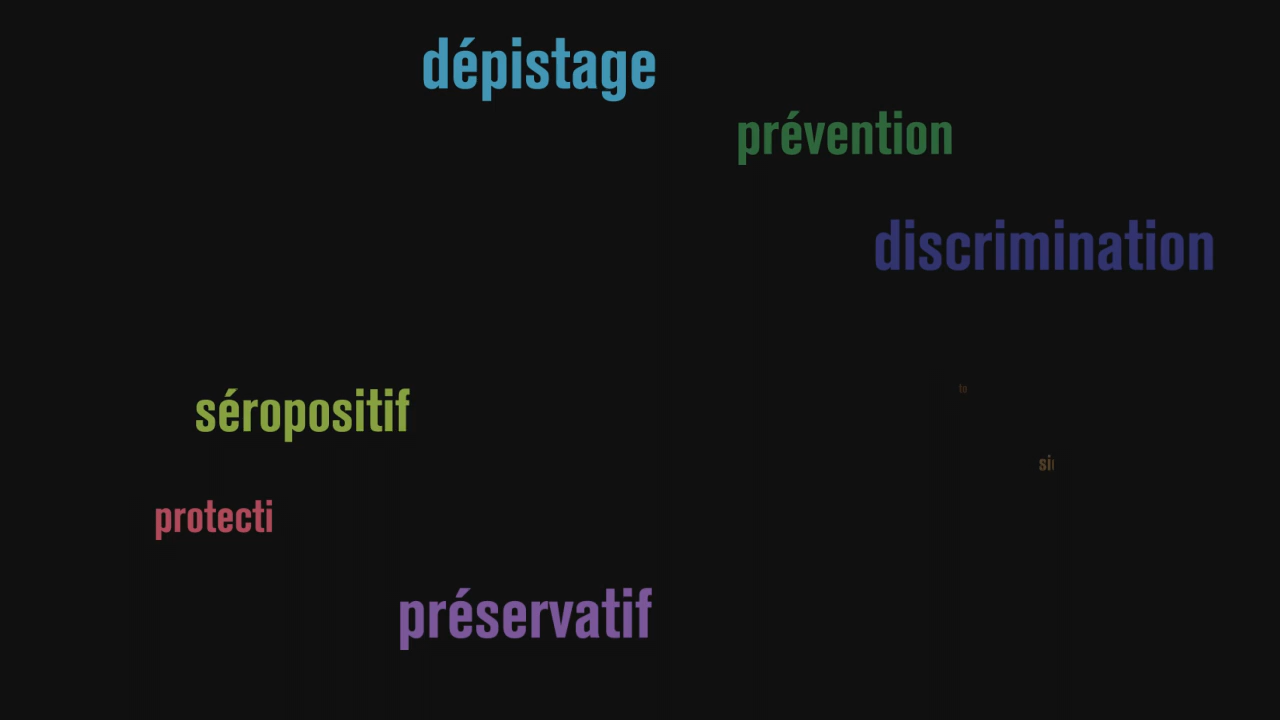 dépistage
prévention
discrimination
séropositif
protecti
préservatif